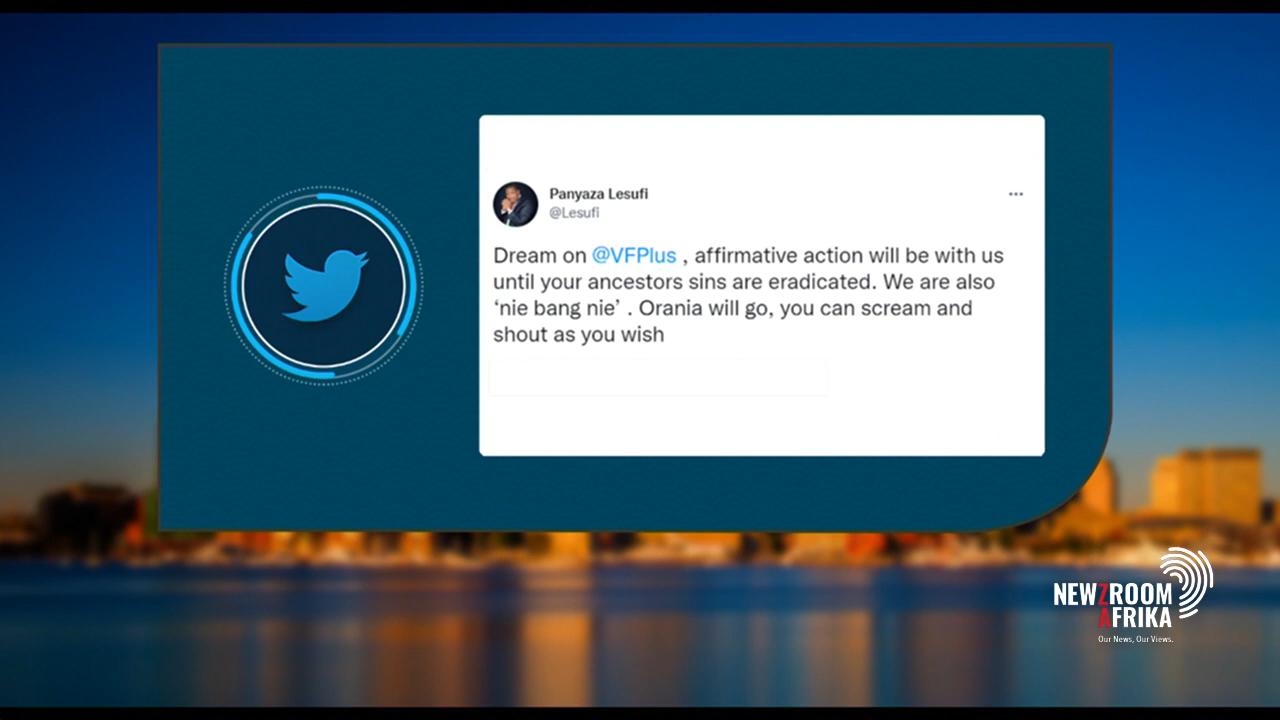 Panyaza Lesufi
@Lesufi
Dream on @VFPlus , affirmative action will be with us
until your ancestors sins are eradicated. We are also
‘nie bang nie’ . Orania will go, you can scream and
shout as you wish
NEWZROOM
AFRIKA
Our News, Our Views.